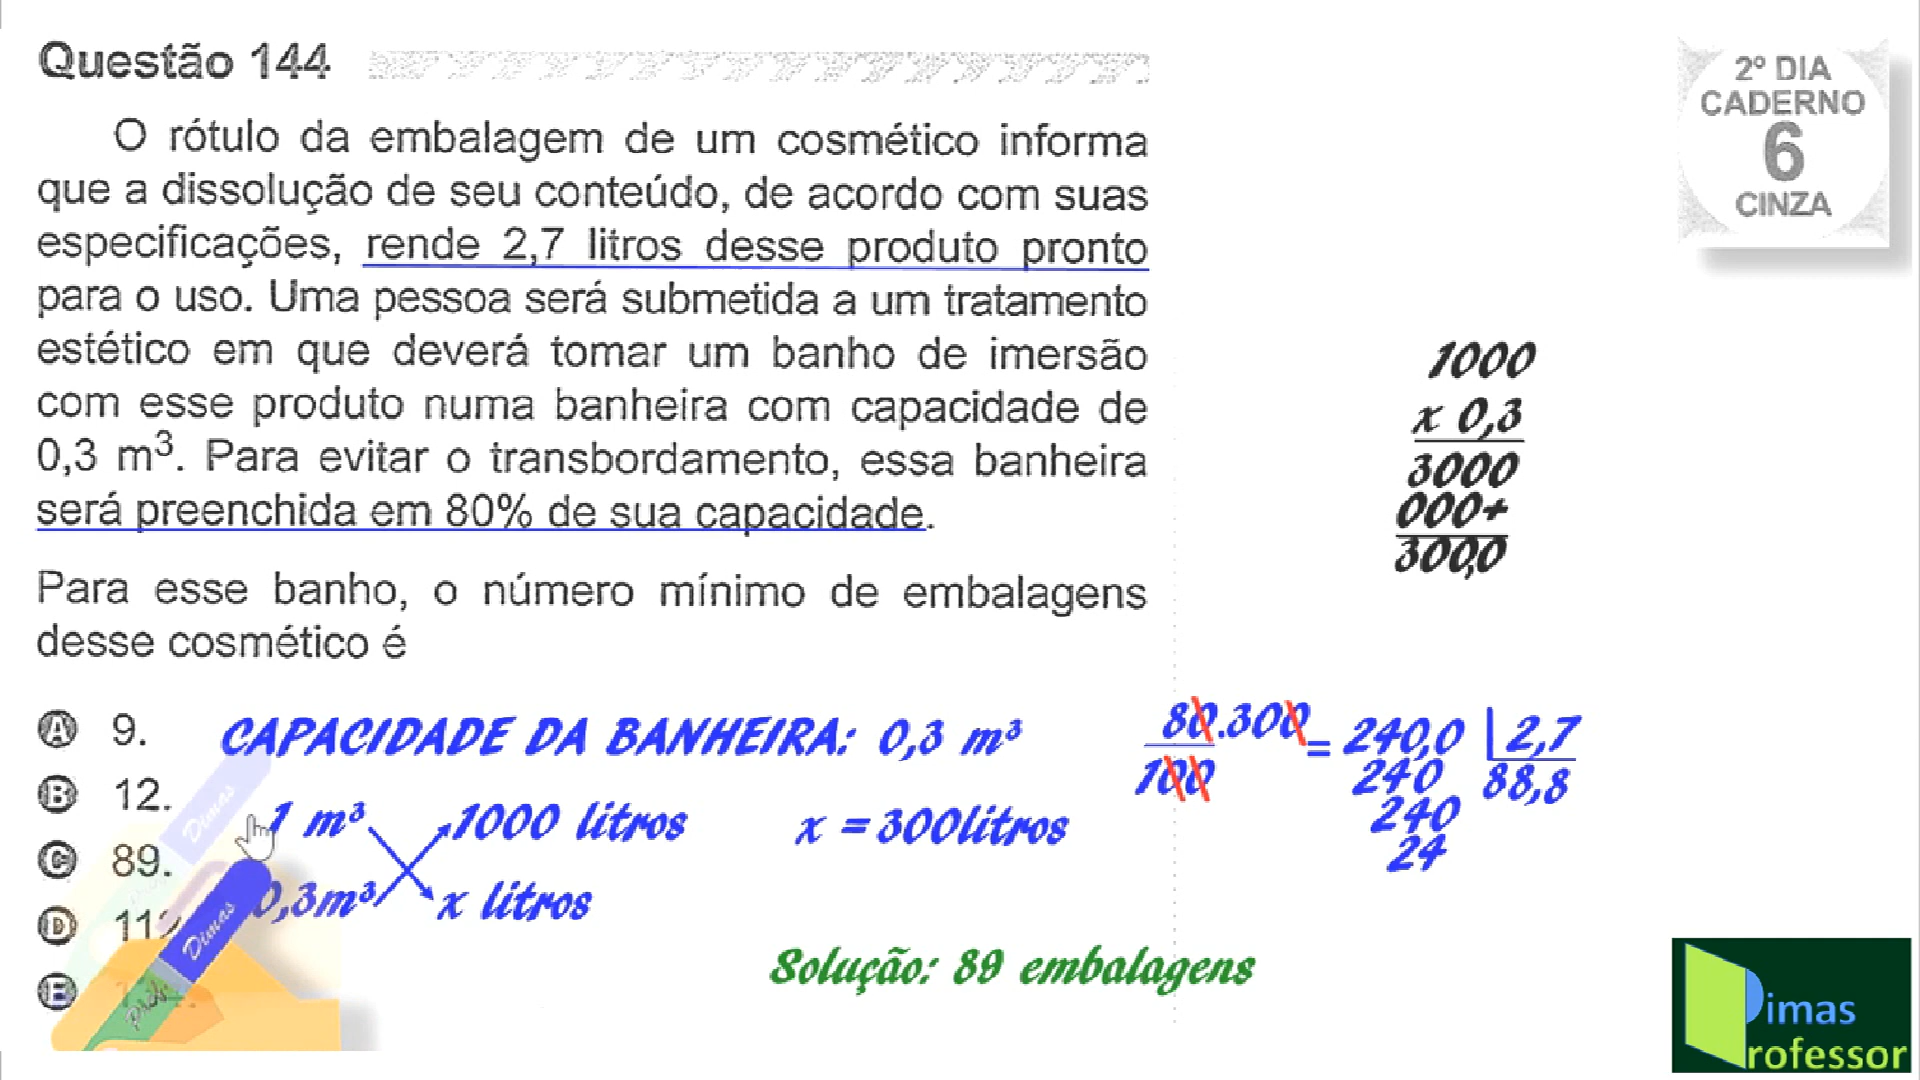 Questão 144
2º DIA
CADERNO
6
CINZA
O rótulo da embalagem de um cosmético informa
que a dissolução de seu conteúdo, de acordo com suas
especificações, rende 2,7 litros desse produto pronto
para o uso. Uma pessoa será submetida a um tratamento
estético em que deverá tomar um banho de imersão
com esse produto numa banheira com capacidade de
0,3 m³. Para evitar o transbordamento, essa banheira
será preenchida em 80% de sua capacidade.
Para esse banho, o número mínimo de embalagens
desse cosmético é
1000
x 0,3
3000
000+
300,0
A 9.
B 12.
C 89.
D
E
CAPACIDADE DA BANHEIRA: 0,3 m³
1 m³ 1000 litros
0,3m³ x litros
x = 300litros
80.300 = 240,0 2,7
100 240 88,8
240
24
Solução: 89 embalagens
Dimas
Dimas
Prof
Dimas
Professor